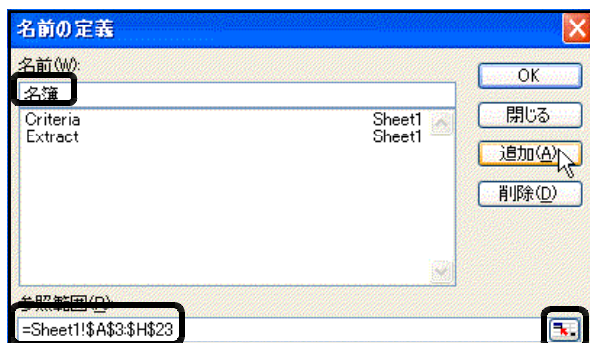 名前の定義
名前(W):
名簿
OK
Criteria Sheet1
Extract Sheet1
閉じる
追加(A)
削除(D)
参照範囲(R):
=Sheet1!$A$3:$H$23